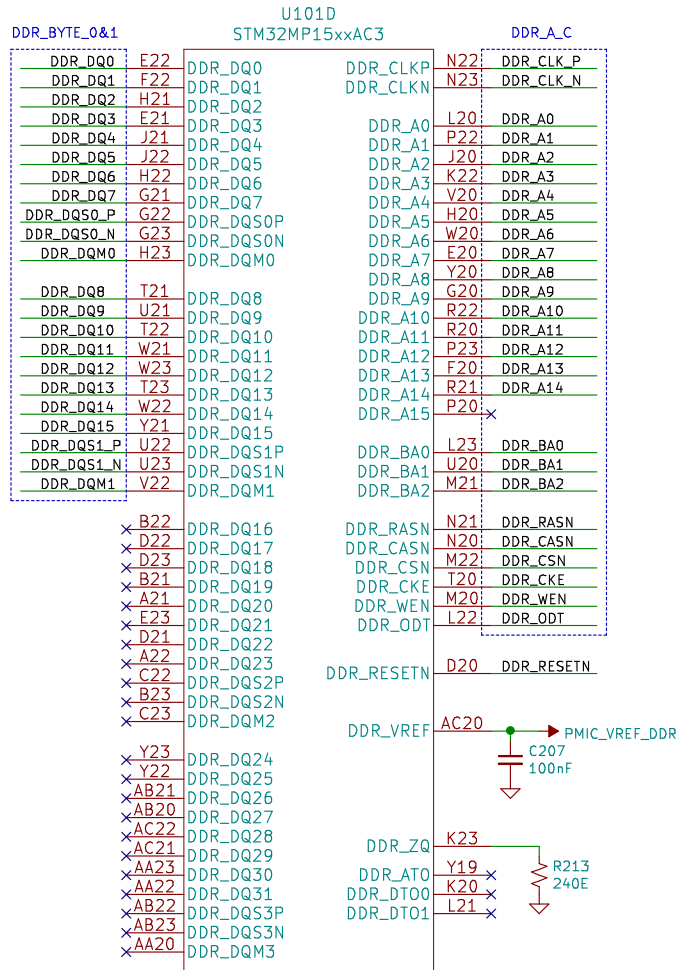 U101D
STM32MP15xxAC3
DDR_BYTE_0&1
DDR_A_C
DDR_DQ0 E22 DDR_DQ0 DDR_CLKP N22 DDR_CLK_P
DDR_DQ1 F22 DDR_DQ1 DDR_CLKN N23 DDR_CLK_N
DDR_DQ2 H21 DDR_DQ2
DDR_DQ3 E21 DDR_DQ3 DDR_A0 L20 DDR_A0
DDR_DQ4 J21 DDR_DQ4 DDR_A1 P22 DDR_A1
DDR_DQ5 J22 DDR_DQ5 DDR_A2 J20 DDR_A2
DDR_DQ6 H22 DDR_DQ6 DDR_A3 K22 DDR_A3
DDR_DQ7 G21 DDR_DQ7 DDR_A4 V20 DDR_A4
DDR_DQS0_P G22 DDR_DQS0P DDR_A5 H20 DDR_A5
DDR_DQS0_N G23 DDR_DQS0N DDR_A6 W20 DDR_A6
DDR_DQM0 H23 DDR_DQM0 DDR_A7 E20 DDR_A7
DDR_A8 Y20 DDR_A8
DDR_DQ8 T21 DDR_DQ8 DDR_A9 G20 DDR_A9
DDR_DQ9 U21 DDR_DQ9 DDR_A10 R22 DDR_A10
DDR_DQ10 T22 DDR_DQ10 DDR_A11 R20 DDR_A11
DDR_DQ11 W21 DDR_DQ11 DDR_A12 P23 DDR_A12
DDR_DQ12 W23 DDR_DQ12 DDR_A13 F20 DDR_A13
DDR_DQ13 T23 DDR_DQ13 DDR_A14 R21 DDR_A14
DDR_DQ14 W22 DDR_DQ14 DDR_A15 P20
DDR_DQ15 Y21 DDR_DQ15
DDR_DQS1_P U22 DDR_DQS1P DDR_BA0 L23 DDR_BA0
DDR_DQS1_N U23 DDR_DQS1N DDR_BA1 U20 DDR_BA1
DDR_DQM1 V22 DDR_DQM1 DDR_BA2 M21 DDR_BA2
B22 DDR_DQ16 DDR_RASN N21 DDR_RASN
D22 DDR_DQ17 DDR_CASN N20 DDR_CASN
D23 DDR_DQ18 DDR_CSN M22 DDR_CSN
B21 DDR_DQ19 DDR_CKE T20 DDR_CKE
A21 DDR_DQ20 DDR_WEN M20 DDR_WEN
E23 DDR_DQ21 DDR_ODT L22 DDR_ODT
D21 DDR_DQ22
A22 DDR_DQ23 DDR_RESETN D20 DDR_RESETN
C22 DDR_DQS2P
B23 DDR_DQS2N
C23 DDR_DQM2 DDR_VREF AC20 PMIC_VREF_DDR
C207
100nF
Y23 DDR_DQ24
Y22 DDR_DQ25
AB21 DDR_DQ26
AB20 DDR_DQ27
AC22 DDR_DQ28 DDR_ZQ K23
AC21 DDR_DQ29
R213
240E
AA23 DDR_DQ30 DDR_ATO Y19
AA22 DDR_DQ31 DDR_DTO0 K20
AB22 DDR_DQS3P DDR_DTO1 L21
AB23 DDR_DQS3N
AA20 DDR_DQM3